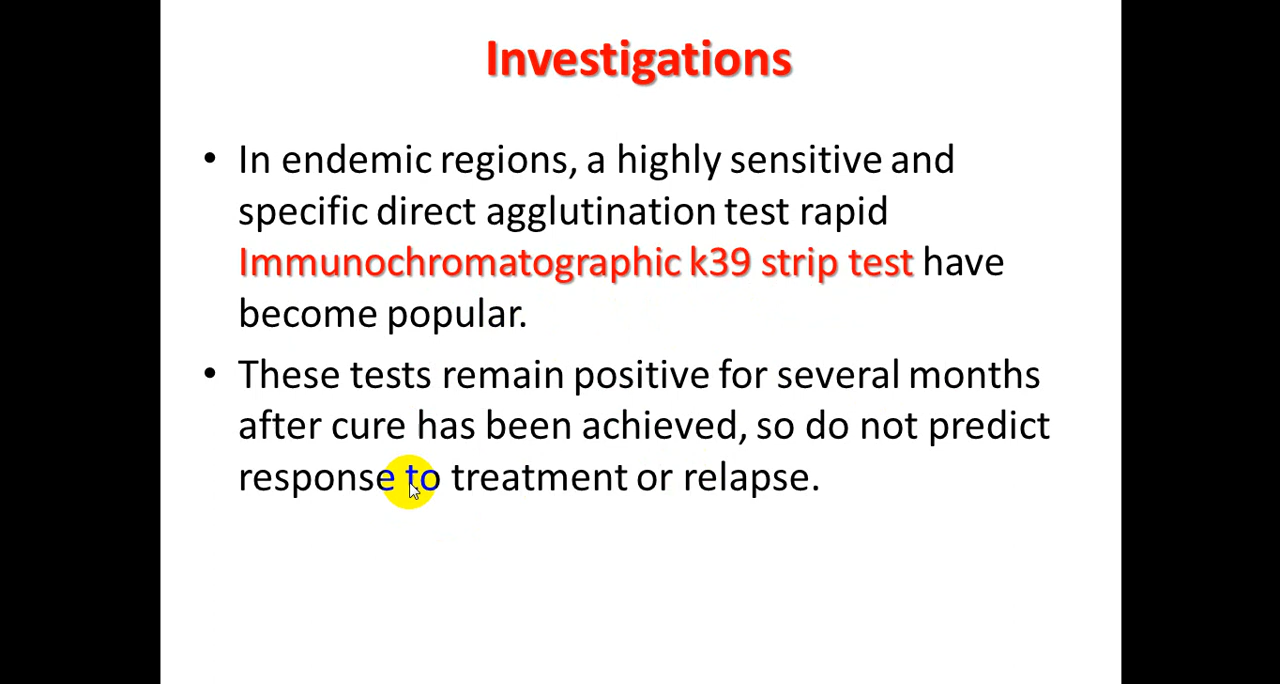 Investigations
• In endemic regions, a highly sensitive and
specific direct agglutination test rapid
Immunochromatographic k39 strip test have
become popular.
• These tests remain positive for several months
after cure has been achieved, so do not predict
response to treatment or relapse.